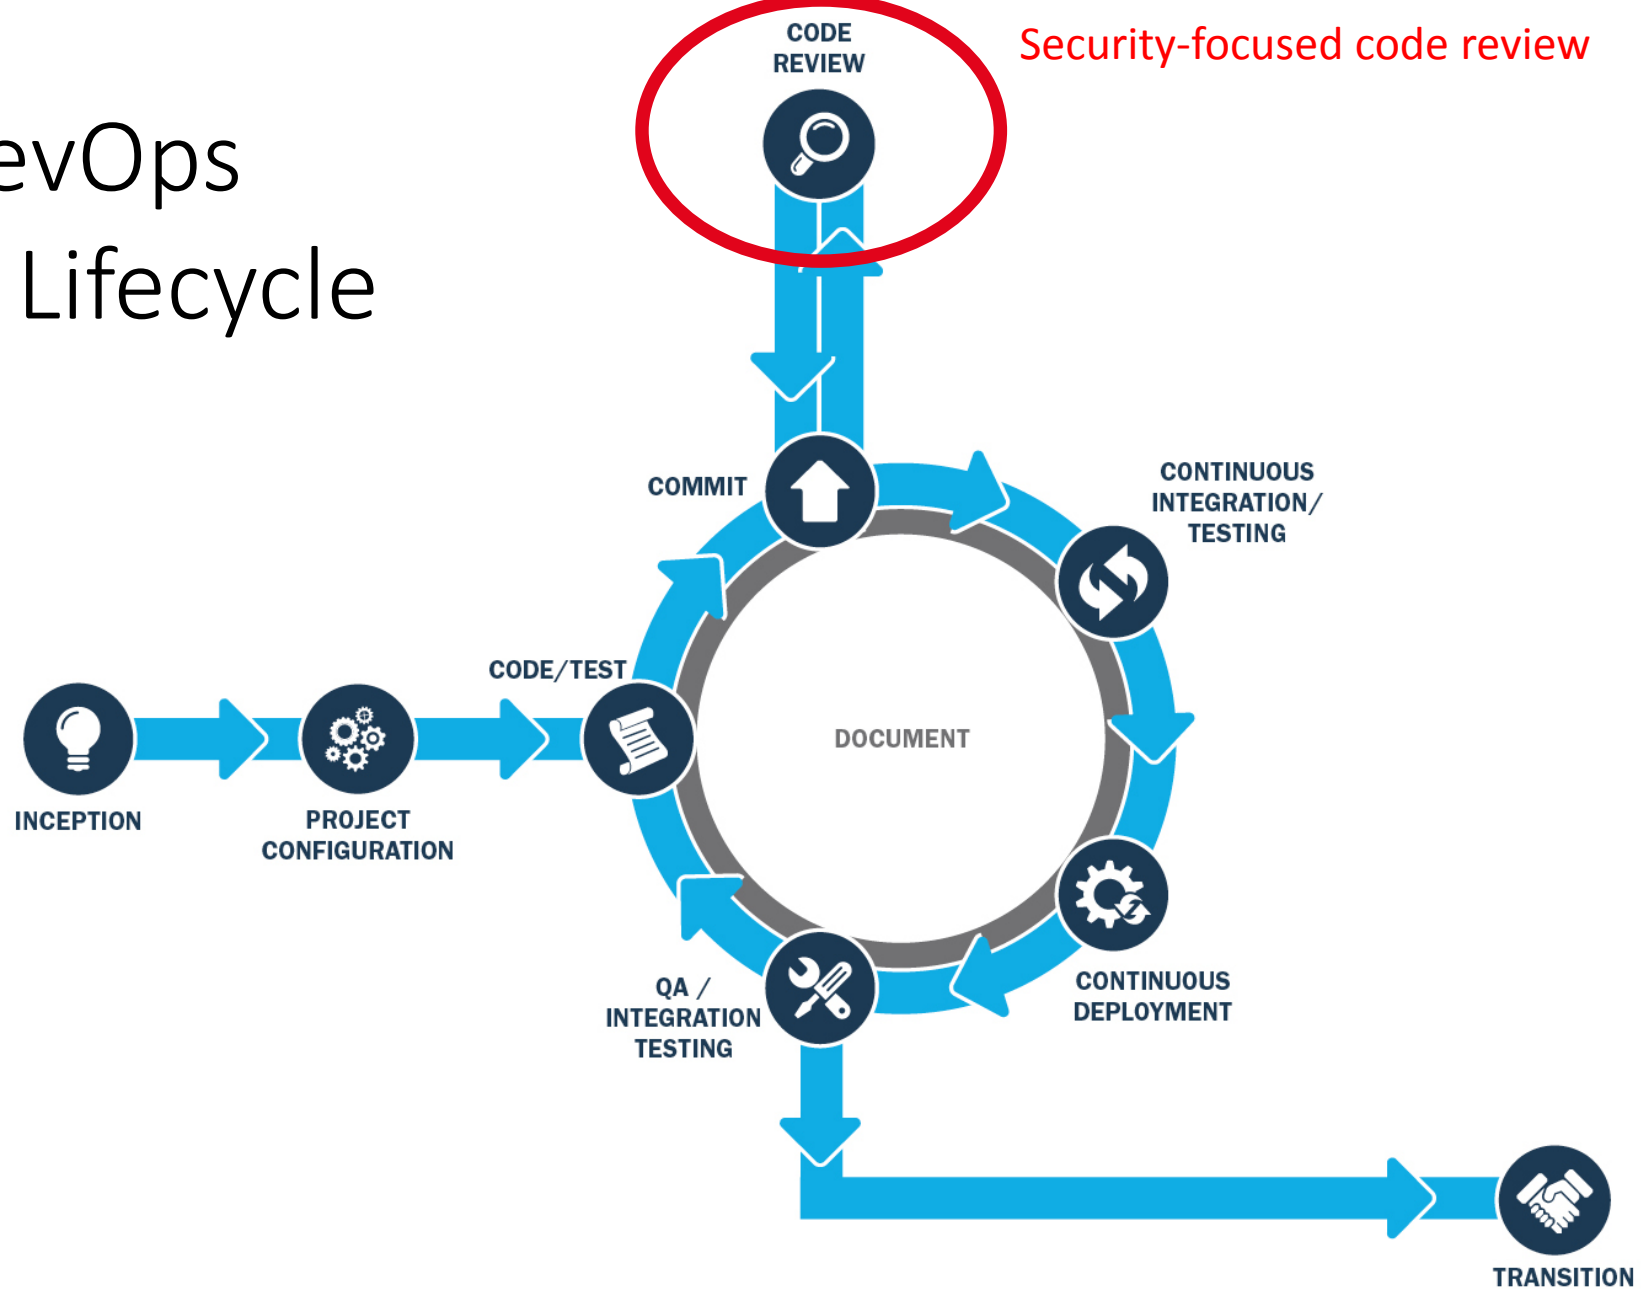 CODE
REVIEW
Security-focused code review
evOps
Lifecycle
COMMIT
CONTINUOUS
INTEGRATION/
TESTING
CODE/TEST
DOCUMENT
INCEPTION
PROJECT
CONFIGURATION
QA /
INTEGRATION
TESTING
CONTINUOUS
DEPLOYMENT
TRANSITION